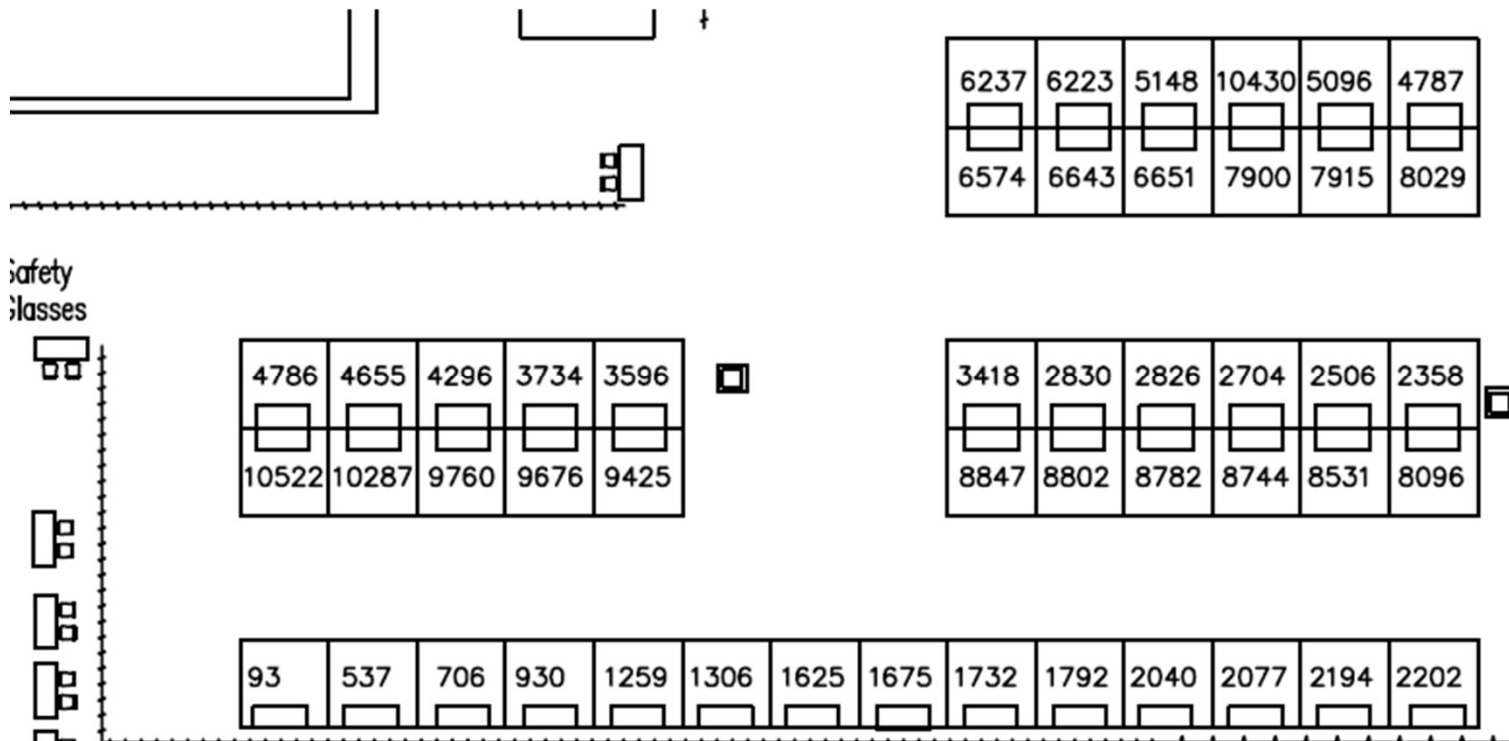 6237 6223 5148 10430 5096 4787
6574 6643 6651 7900 7915 8029
Safety
Glasses
4786 4655 4296 3734 3596 3418 2830 2826 2704 2506 2358
10522 10287 9760 9676 9425 8847 8802 8782 8744 8531 8096
93 537 706 930 1259 1306 1625 1675 1732 1792 2040 2077 2194 2202